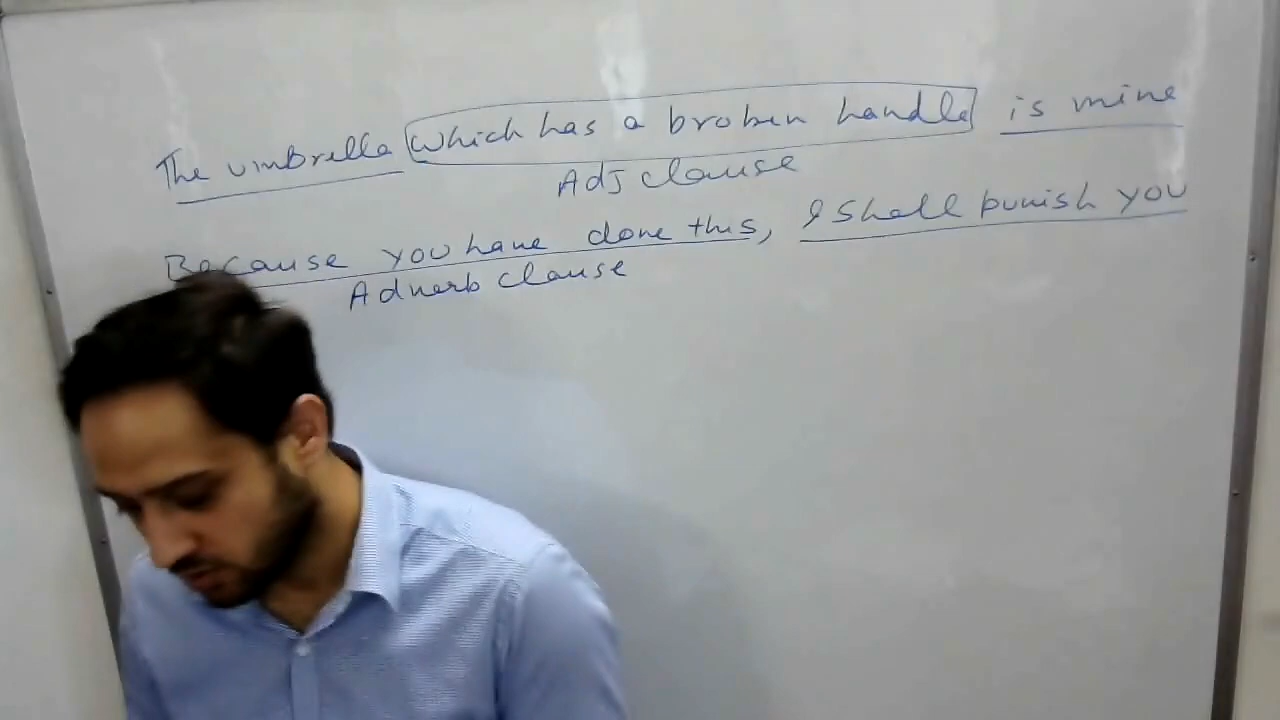 The umbrella which has a broken handle is mine
Adj clause
Because you have done this, I shall punish you
Adverb clause